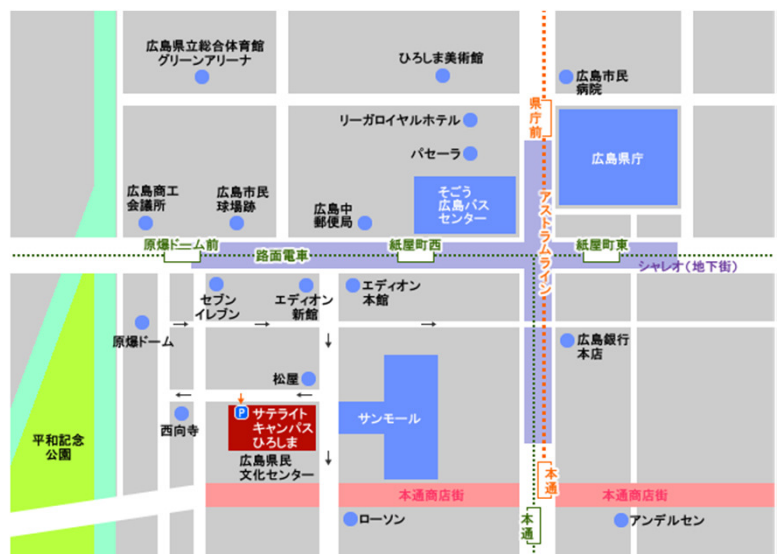 広島県立総合体育館
グリーンアリーナ
ひろしま美術館
広島市民
病院
県庁前
リーガロイヤルホテル
パセーラ
広島県庁
広島商工
会議所
広島市民
球場跡
広島中
郵便局
そごう
広島バス
センター
アストラムライン
原爆ドーム前
路面電車
紙屋町西
紙屋町東
シャレオ(地下街)
セブン
イレブン
エディオン
新館
エディオン
本館
原爆ドーム
広島銀行
本店
松屋
P
サテライト
キャンパス
ひろしま
サンモール
西向寺
平和記念
公園
広島県民
文化センター
本通
本通商店街
本通商店街
ローソン
本通
アンデルセン